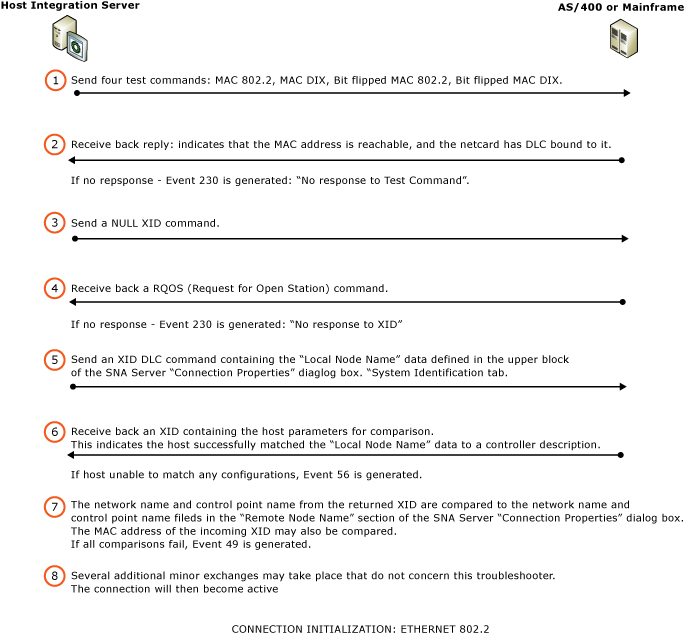 Host Integration Server
AS/400 or Mainframe
1 Send four test commands: MAC 802.2, MAC DIX, Bit flipped MAC 802.2, Bit flipped MAC DIX.
2 Receive back reply: indicates that the MAC address is reachable, and the netcard has DLC bound to it.
If no repsponse - Event 230 is generated: “No response to Test Command”.
3 Send a NULL XID command.
4 Receive back a RQOS (Request for Open Station) command.
If no response - Event 230 is generated: “No response to XID”
5 Send an XID DLC command containing the “Local Node Name” data defined in the upper block
of the SNA Server “Connection Properties” diaglog box. “System Identification tab.
6 Receive back an XID containing the host parameters for comparison.
This indicates the host successfully matched the “Local Node Name” data to a controller description.
If host unable to match any configurations, Event 56 is generated.
7 The network name and control point name from the returned XID are compared to the network name and
control point name fileds in the “Remote Node Name” section of the SNA Server “Connection Properties” dialog box.
The MAC address of the incoming XID may also be compared.
If all comparisons fail, Event 49 is generated.
8 Several additional minor exchanges may take place that do not concern this troubleshooter.
The connection will then become active
CONNECTION INITIALIZATION: ETHERNET 802.2